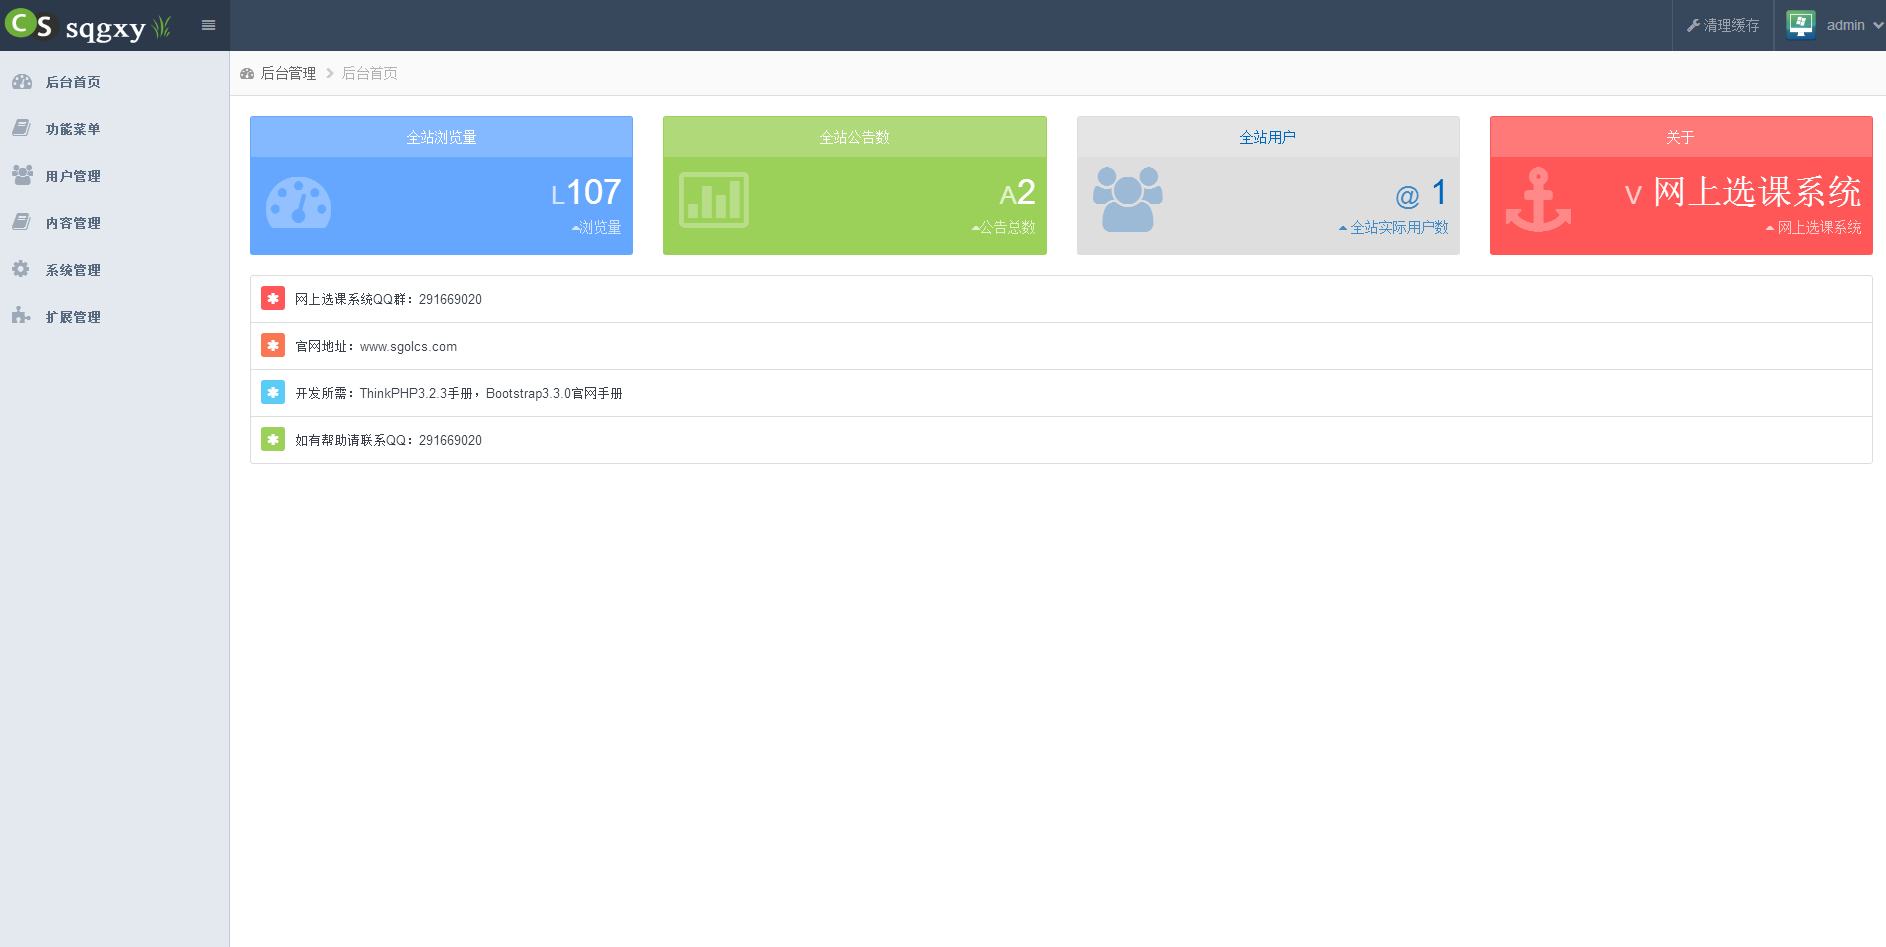 CS sqgxy
清理缓存
admin
后台首页
功能菜单
用户管理
内容管理
系统管理
扩展管理
后台管理 后台首页
全站浏览量
L107
浏览量
全站公告数
A2
公告总数
全站用户
@ 1
全站实际用户数
关于
V 网上选课系统
网上选课系统
网上选课系统QQ群：291669020
官网地址：www.sgolcs.com
开发所需：ThinkPHP3.2.3手册，Bootstrap3.3.0官网手册
如有帮助请联系QQ：291669020